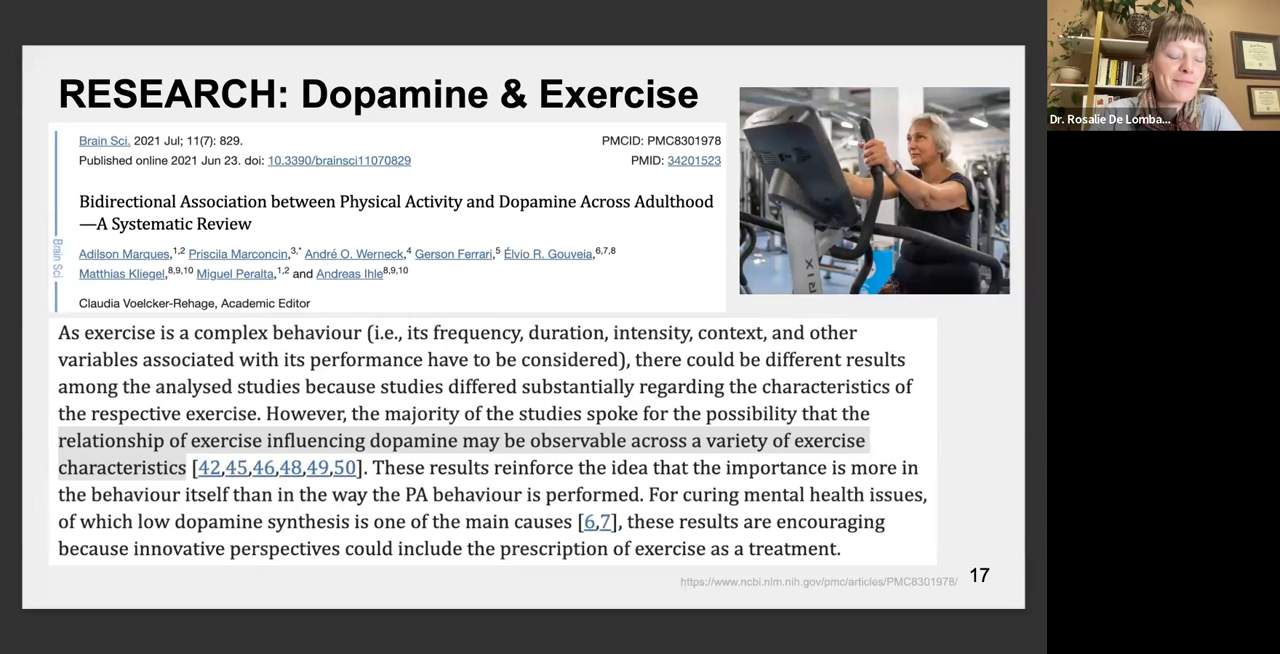 RESEARCH: Dopamine & Exercise
Brain Sci. 2021 Jul; 11(7): 829.
PMCID: PMC8301978
Published online 2021 Jun 23. doi: 10.3390/brainsci11070829
PMID: 34201523
Bidirectional Association between Physical Activity and Dopamine Across Adulthood
—A Systematic Review
Brain Sci
Adilson Marques,1,2 Priscila Marconcin,3,* André O. Werneck,4 Gerson Ferrari,5 Élvio R. Gouveia,6,7,8
Matthias Kliegel,8,9,10 Miguel Peralta,1,2 and Andreas Ihle8,9,10
Claudia Voelcker-Rehage, Academic Editor
As exercise is a complex behaviour (i.e., its frequency, duration, intensity, context, and other
variables associated with its performance have to be considered), there could be different results
among the analysed studies because studies differed substantially regarding the characteristics of
the respective exercise. However, the majority of the studies spoke for the possibility that the
relationship of exercise influencing dopamine may be observable across a variety of exercise
characteristics [42,45,46,48,49,50]. These results reinforce the idea that the importance is more in
the behaviour itself than in the way the PA behaviour is performed. For curing mental health issues,
of which low dopamine synthesis is one of the main causes [6,7], these results are encouraging
because innovative perspectives could include the prescription of exercise as a treatment.
https://www.ncbi.nlm.nih.gov/pmc/articles/PMC8301978/
17
Dr. Rosalie De Lomba...